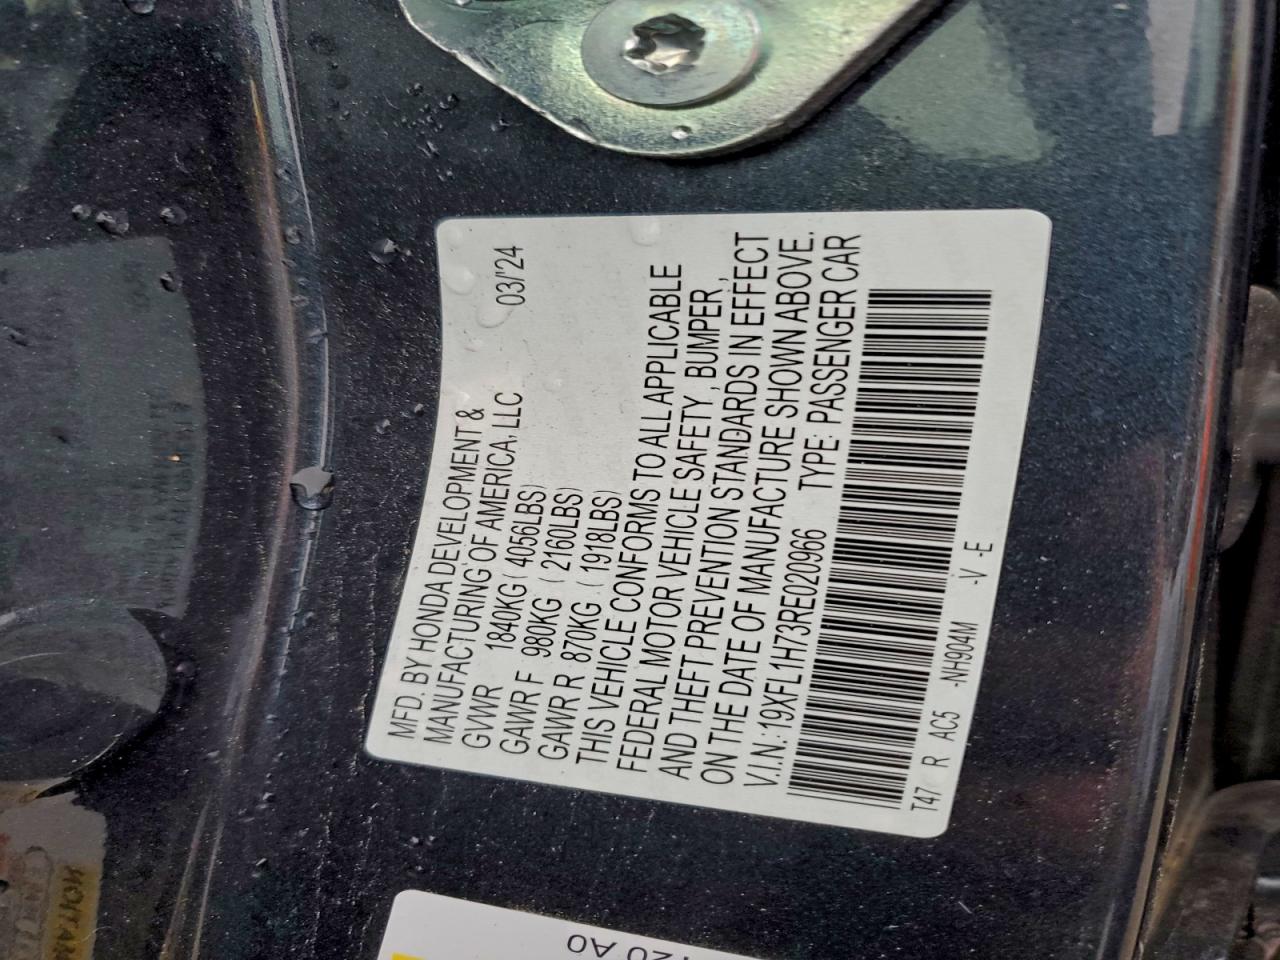 MFD. BY HONDA DEVELOPMENT &
MANUFACTURING OF AMERICA, LLC 03/'24
GVWR 1840KG ( 4056LBS)
GAWR F 980KG ( 2160LBS)
GAWR R 870KG ( 1918LBS)
THIS VEHICLE CONFORMS TO ALL APPLICABLE
FEDERAL MOTOR VEHICLE SAFETY , BUMPER ,
AND THEFT PREVENTION STANDARDS IN EFFECT
ON THE DATE OF MANUFACTURE SHOWN ABOVE.
V.I.N.: 19XFL1H73RE020966 TYPE: PASSENGER CAR
T47 R AC5 -NH904M -V -E
20 A0